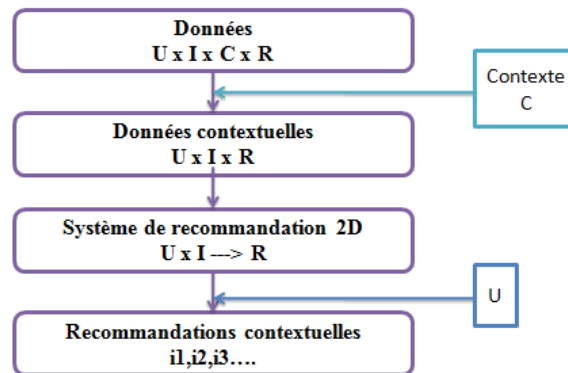 Données
U x I x C x R
Contexte
C
Données contextuelles
U x I x R
Système de recommandation 2D
U x I ---> R
U
Recommandations contextuelles
i1,i2,i3….